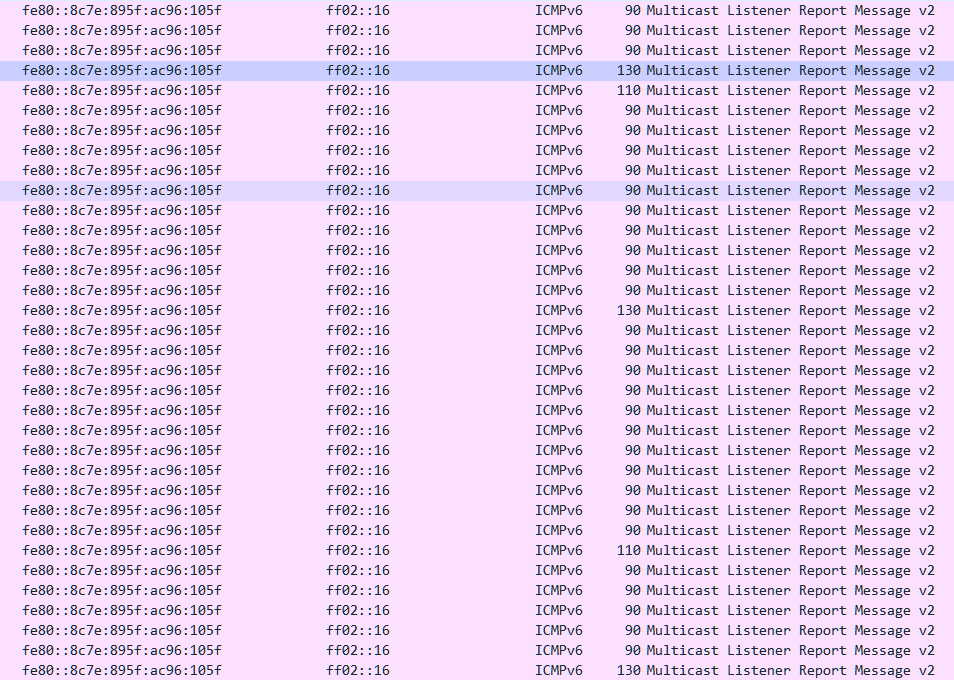 fe80::8c7e:895f:ac96:105f ff02::16 ICMPv6 90 Multicast Listener Report Message v2
fe80::8c7e:895f:ac96:105f ff02::16 ICMPv6 90 Multicast Listener Report Message v2
fe80::8c7e:895f:ac96:105f ff02::16 ICMPv6 90 Multicast Listener Report Message v2
fe80::8c7e:895f:ac96:105f ff02::16 ICMPv6 130 Multicast Listener Report Message v2
fe80::8c7e:895f:ac96:105f ff02::16 ICMPv6 110 Multicast Listener Report Message v2
fe80::8c7e:895f:ac96:105f ff02::16 ICMPv6 90 Multicast Listener Report Message v2
fe80::8c7e:895f:ac96:105f ff02::16 ICMPv6 90 Multicast Listener Report Message v2
fe80::8c7e:895f:ac96:105f ff02::16 ICMPv6 90 Multicast Listener Report Message v2
fe80::8c7e:895f:ac96:105f ff02::16 ICMPv6 90 Multicast Listener Report Message v2
fe80::8c7e:895f:ac96:105f ff02::16 ICMPv6 90 Multicast Listener Report Message v2
fe80::8c7e:895f:ac96:105f ff02::16 ICMPv6 90 Multicast Listener Report Message v2
fe80::8c7e:895f:ac96:105f ff02::16 ICMPv6 90 Multicast Listener Report Message v2
fe80::8c7e:895f:ac96:105f ff02::16 ICMPv6 90 Multicast Listener Report Message v2
fe80::8c7e:895f:ac96:105f ff02::16 ICMPv6 90 Multicast Listener Report Message v2
fe80::8c7e:895f:ac96:105f ff02::16 ICMPv6 90 Multicast Listener Report Message v2
fe80::8c7e:895f:ac96:105f ff02::16 ICMPv6 130 Multicast Listener Report Message v2
fe80::8c7e:895f:ac96:105f ff02::16 ICMPv6 90 Multicast Listener Report Message v2
fe80::8c7e:895f:ac96:105f ff02::16 ICMPv6 90 Multicast Listener Report Message v2
fe80::8c7e:895f:ac96:105f ff02::16 ICMPv6 90 Multicast Listener Report Message v2
fe80::8c7e:895f:ac96:105f ff02::16 ICMPv6 90 Multicast Listener Report Message v2
fe80::8c7e:895f:ac96:105f ff02::16 ICMPv6 90 Multicast Listener Report Message v2
fe80::8c7e:895f:ac96:105f ff02::16 ICMPv6 90 Multicast Listener Report Message v2
fe80::8c7e:895f:ac96:105f ff02::16 ICMPv6 90 Multicast Listener Report Message v2
fe80::8c7e:895f:ac96:105f ff02::16 ICMPv6 90 Multicast Listener Report Message v2
fe80::8c7e:895f:ac96:105f ff02::16 ICMPv6 90 Multicast Listener Report Message v2
fe80::8c7e:895f:ac96:105f ff02::16 ICMPv6 90 Multicast Listener Report Message v2
fe80::8c7e:895f:ac96:105f ff02::16 ICMPv6 90 Multicast Listener Report Message v2
fe80::8c7e:895f:ac96:105f ff02::16 ICMPv6 110 Multicast Listener Report Message v2
fe80::8c7e:895f:ac96:105f ff02::16 ICMPv6 90 Multicast Listener Report Message v2
fe80::8c7e:895f:ac96:105f ff02::16 ICMPv6 90 Multicast Listener Report Message v2
fe80::8c7e:895f:ac96:105f ff02::16 ICMPv6 90 Multicast Listener Report Message v2
fe80::8c7e:895f:ac96:105f ff02::16 ICMPv6 90 Multicast Listener Report Message v2
fe80::8c7e:895f:ac96:105f ff02::16 ICMPv6 90 Multicast Listener Report Message v2
fe80::8c7e:895f:ac96:105f ff02::16 ICMPv6 130 Multicast Listener Report Message v2